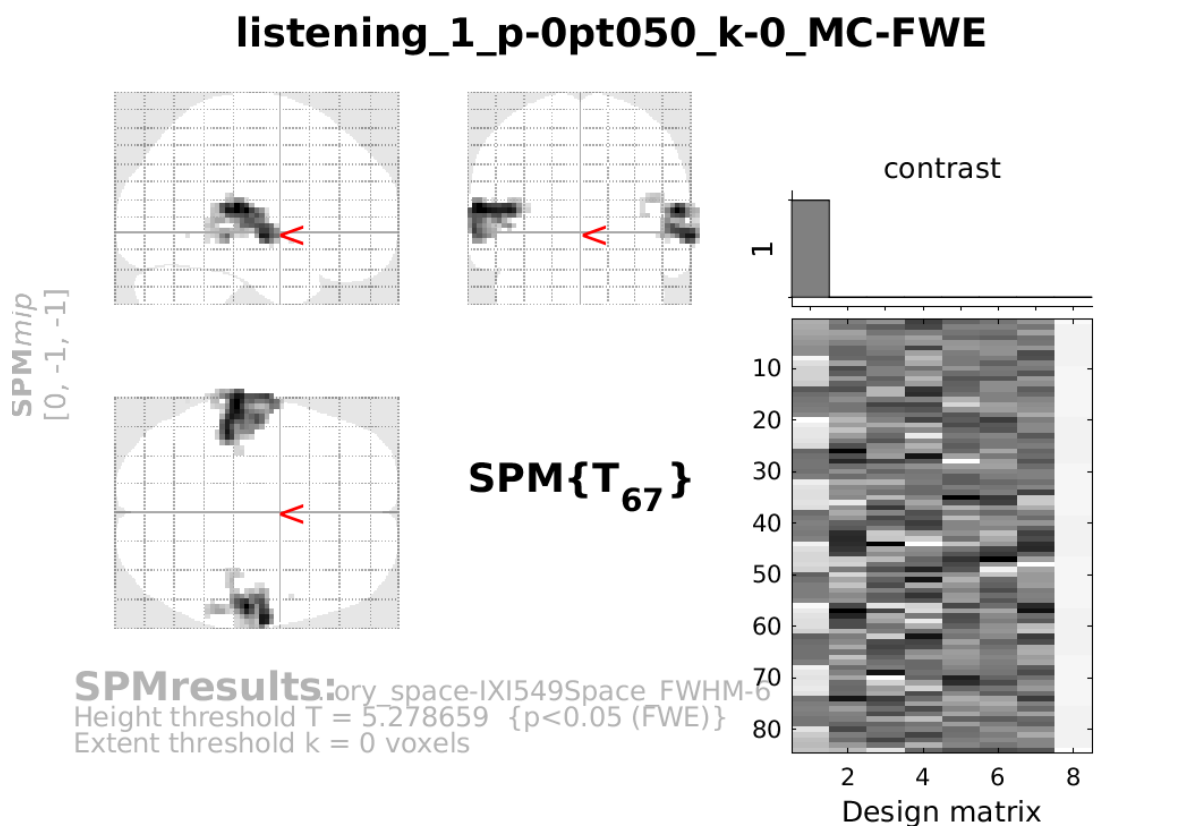 listening_1_p-0pt050_k-0_MC-FWE
SPMmip
[0, -1, -1]
<
<
<
SPM{T67}
contrast
1
10
20
30
40
50
60
70
80
2 4 6 8
Design matrix
SPMresults:.ory_space-IXI549Space_FWHM-6
Height threshold T = 5.278659 {p<0.05 (FWE)}
Extent threshold k = 0 voxels